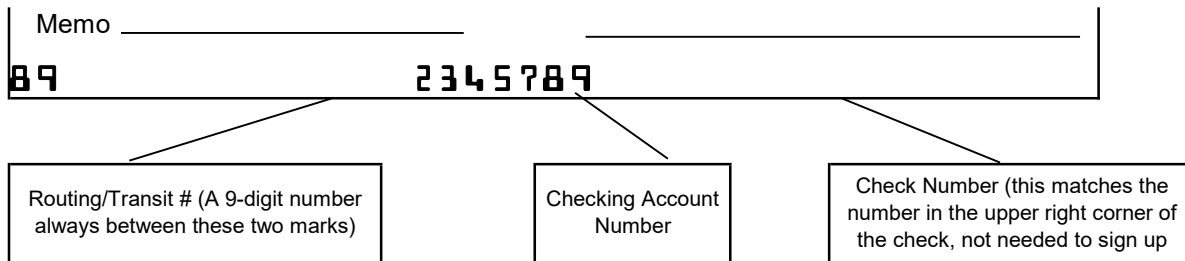 Memo
89 2345789
Routing/Transit # (A 9-digit number
always between these two marks)
Checking Account
Number
Check Number (this matches the
number in the upper right corner of
the check, not needed to sign up